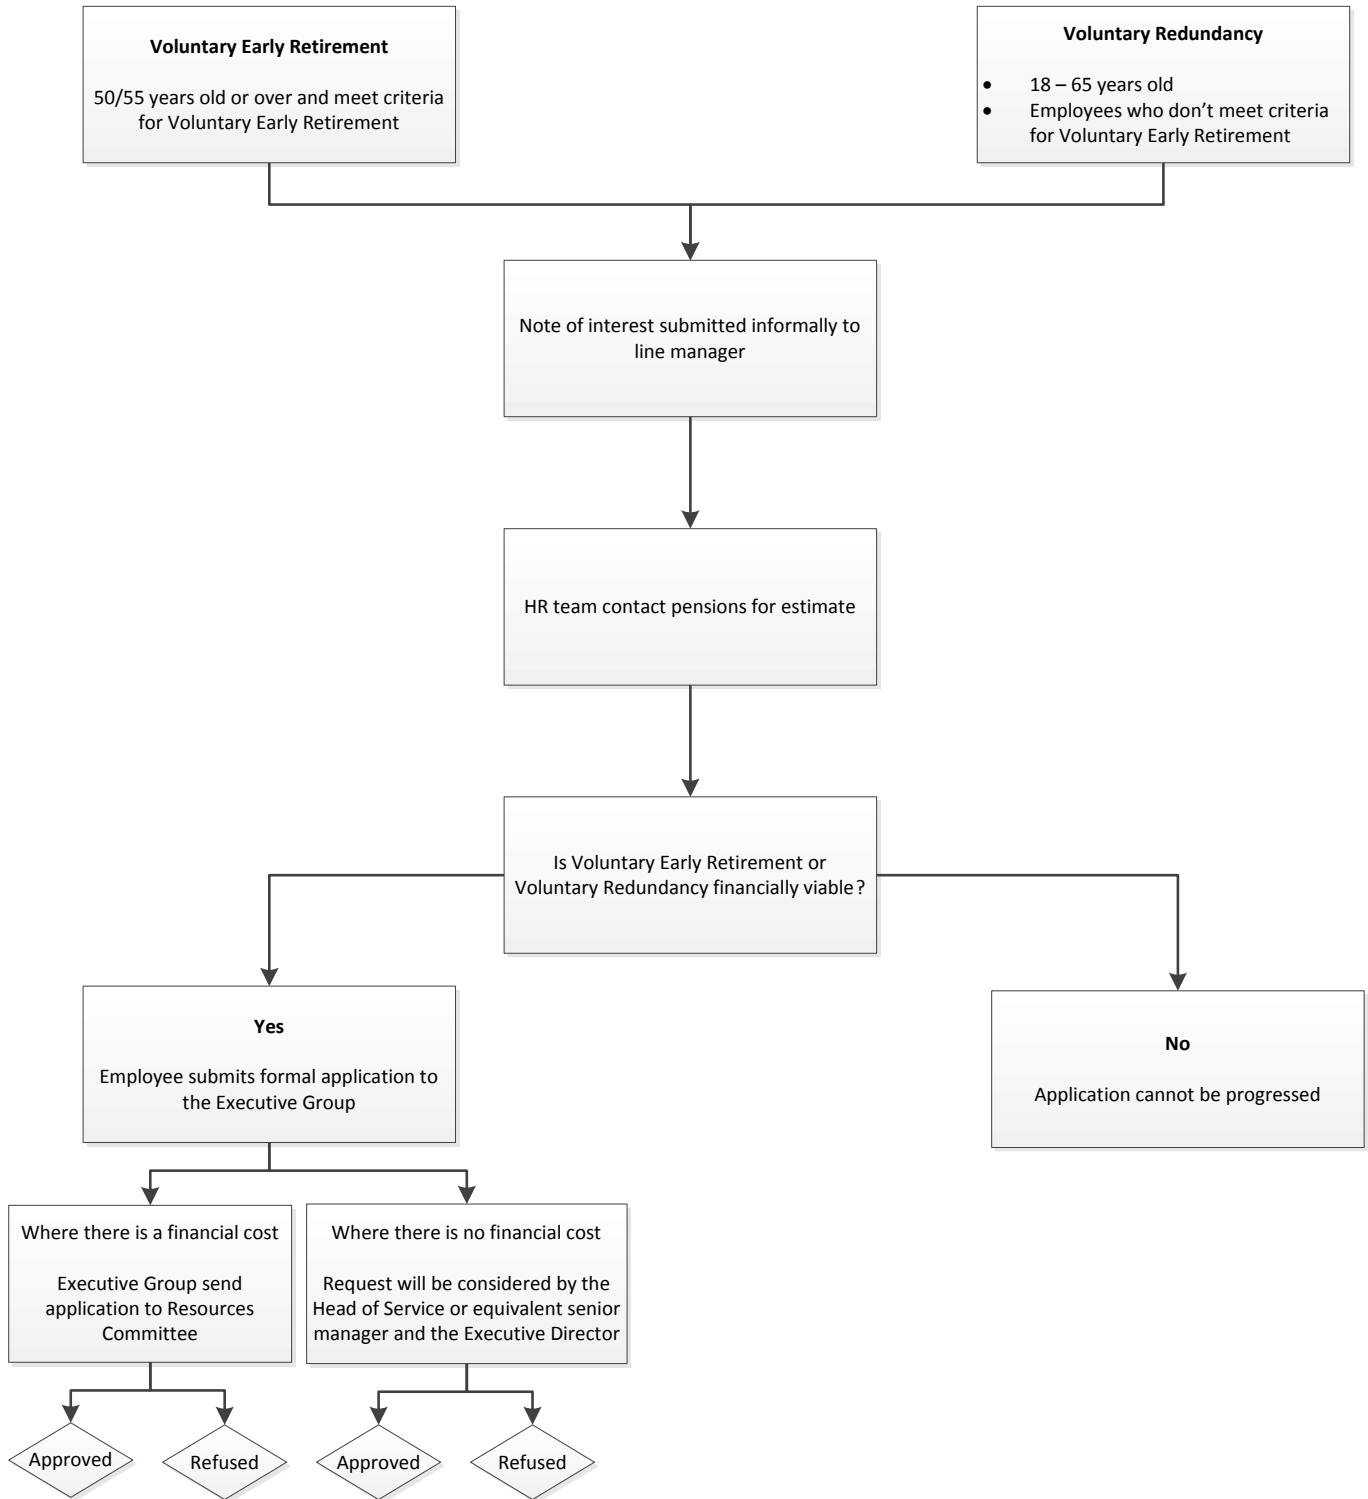 Voluntary Early Retirement
50/55 years old or over and meet criteria
for Voluntary Early Retirement
Voluntary Redundancy
• 18 – 65 years old
• Employees who don’t meet criteria
for Voluntary Early Retirement
Note of interest submitted informally to
line manager
HR team contact pensions for estimate
Is Voluntary Early Retirement or
Voluntary Redundancy financially viable?
Yes
Employee submits formal application to
the Executive Group
No
Application cannot be progressed
Where there is a financial cost
Executive Group send
application to Resources
Committee
Where there is no financial cost
Request will be considered by the
Head of Service or equivalent senior
manager and the Executive Director
Approved
Refused
Approved
Refused